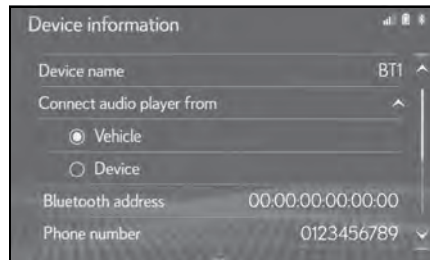 Device information
Device name BT1
Connect audio player from
Vehicle
Device
Bluetooth address 00:00:00:00:00:00
Phone number 0123456789